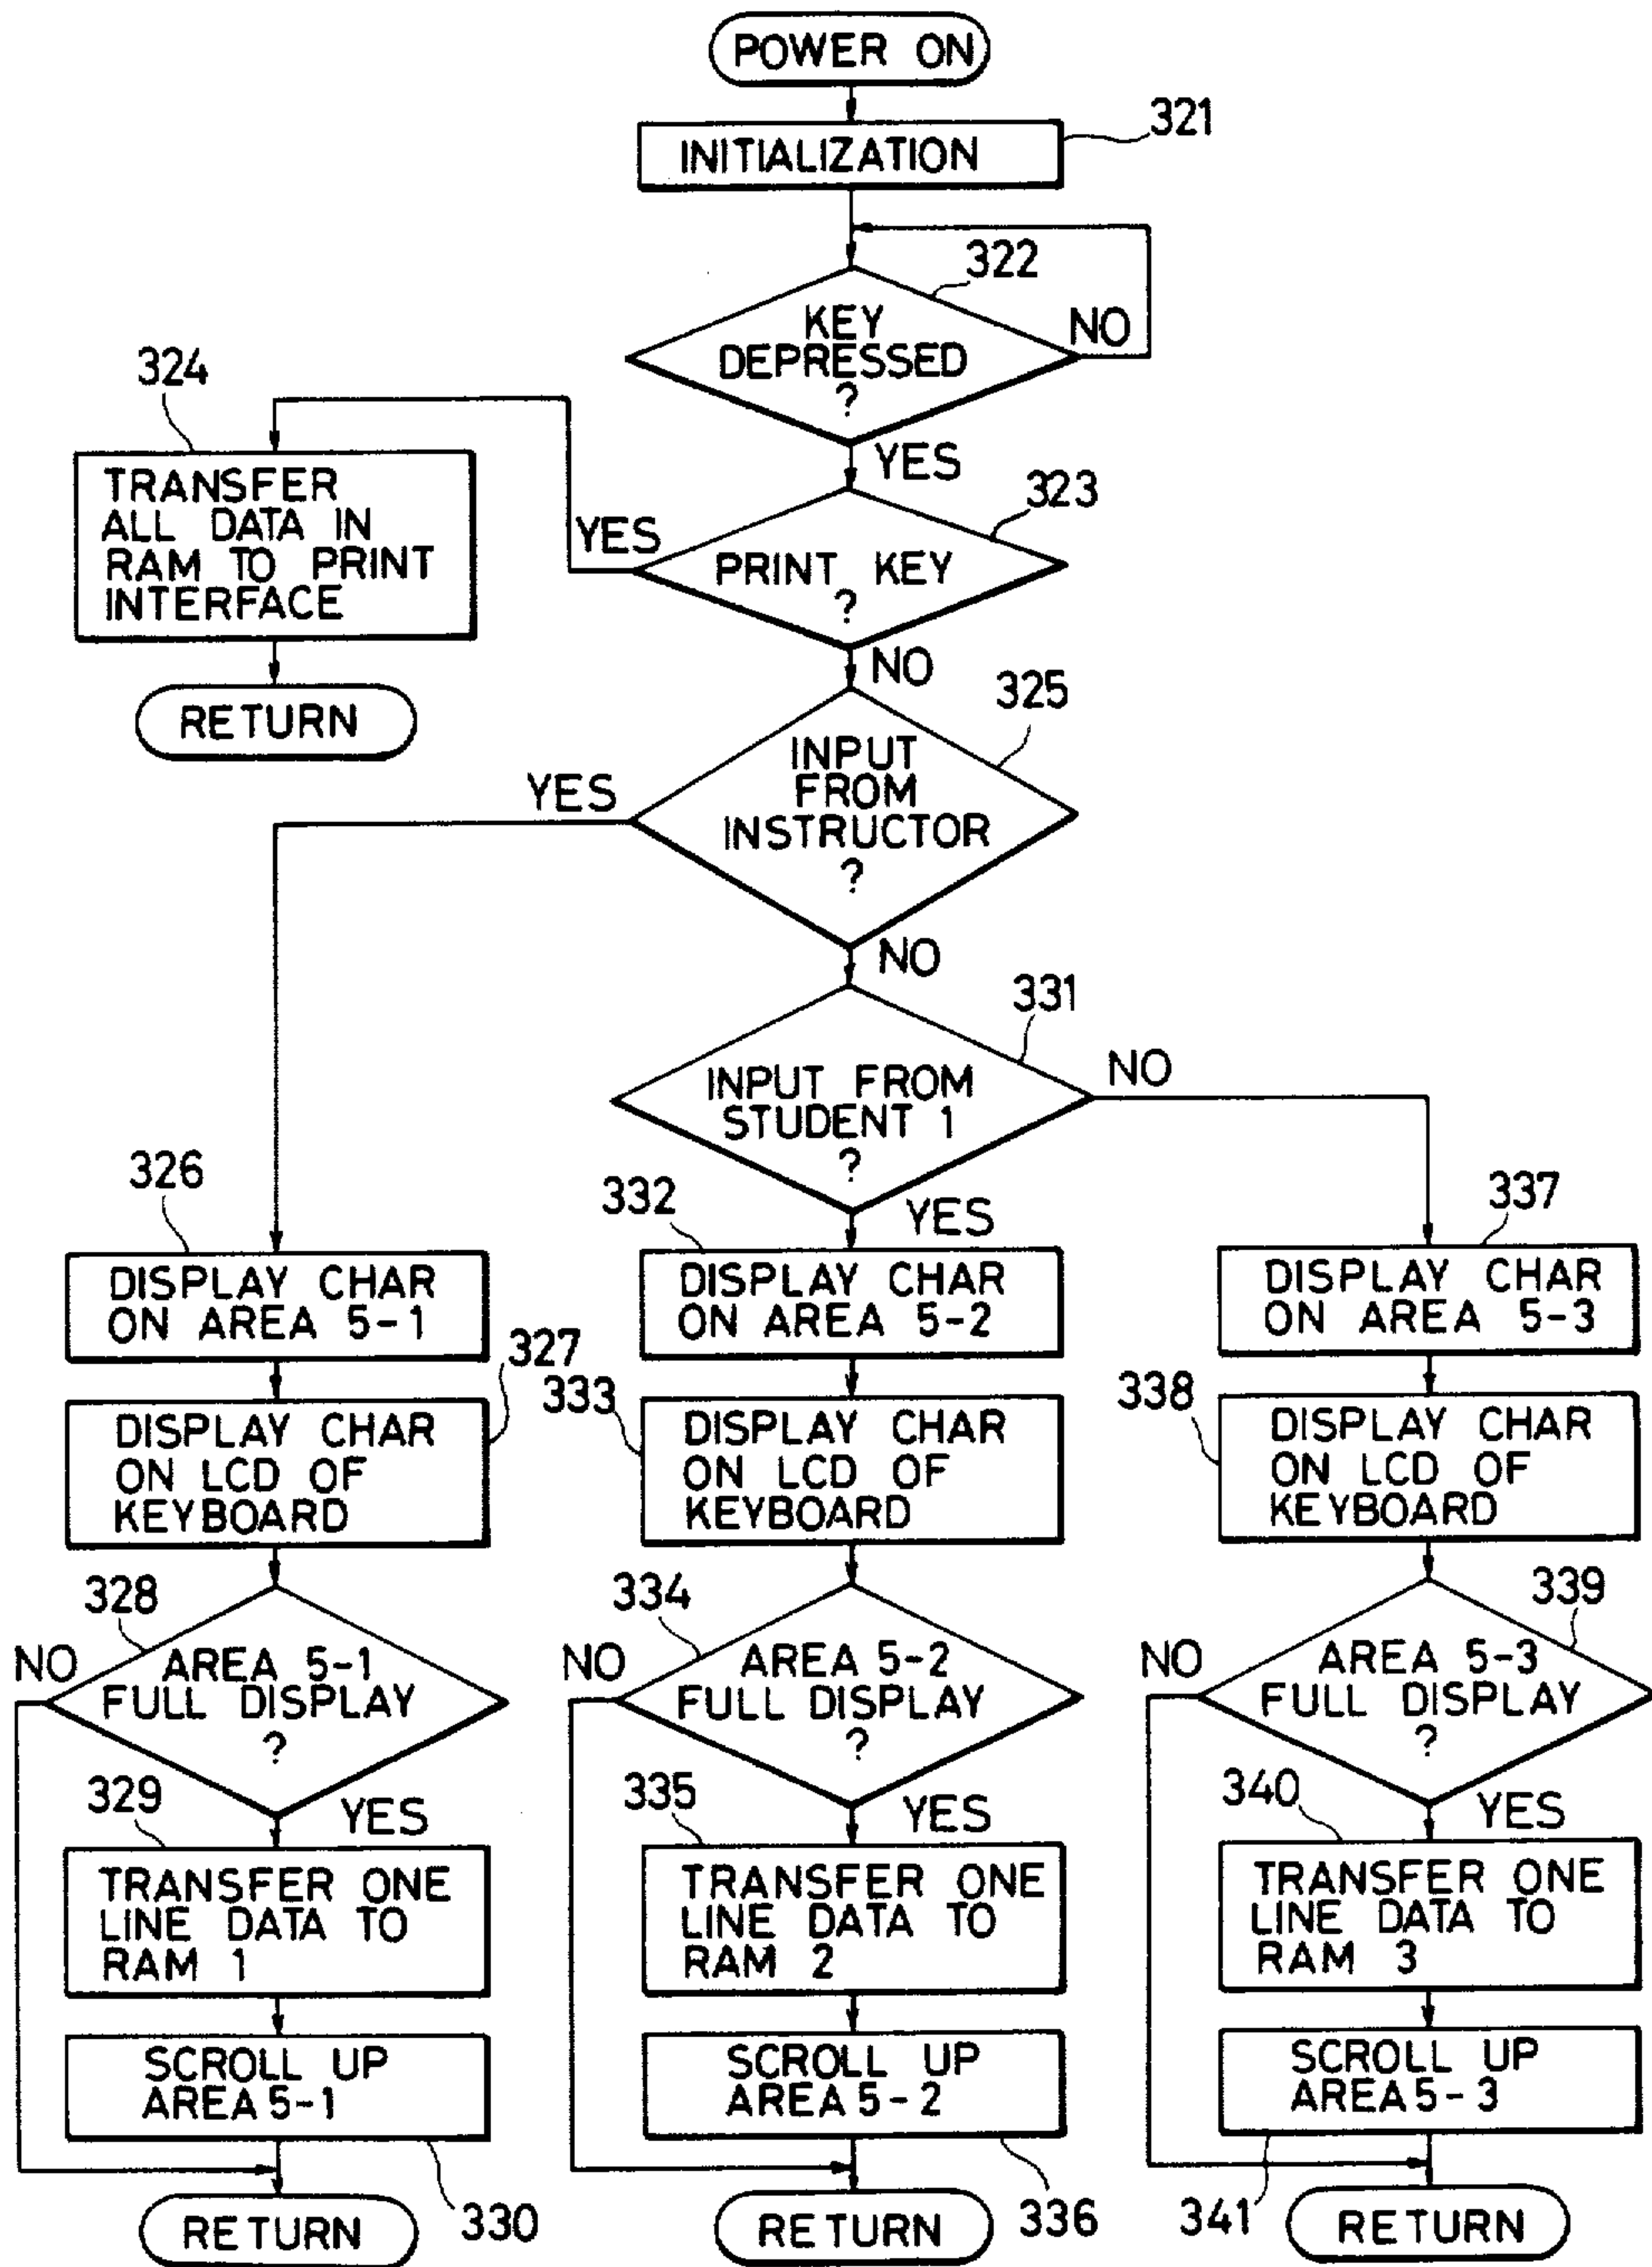 POWER ON
321
INITIALIZATION
322
KEY
DEPRESSED
?
NO
YES
324
TRANSFER
ALL DATA IN
RAM TO PRINT
INTERFACE
RETURN
323
YES
PRINT KEY
?
NO
325
INPUT
FROM
INSTRUCTOR
?
YES
NO
331
INPUT FROM
STUDENT 1
?
NO
YES
326
DISPLAY CHAR
ON AREA 5-1
327
DISPLAY CHAR
ON LCD OF
KEYBOARD
328
NO
AREA 5-1
FULL DISPLAY
?
YES
329
TRANSFER ONE
LINE DATA TO
RAM 1
SCROLL UP
AREA 5-1
330
RETURN
332
DISPLAY CHAR
ON AREA 5-2
333
DISPLAY CHAR
ON LCD OF
KEYBOARD
334
NO
AREA 5-2
FULL DISPLAY
?
YES
335
TRANSFER ONE
LINE DATA TO
RAM 2
SCROLL UP
AREA 5-2
336
RETURN
337
DISPLAY CHAR
ON AREA 5-3
338
DISPLAY CHAR
ON LCD OF
KEYBOARD
339
NO
AREA 5-3
FULL DISPLAY
?
YES
340
TRANSFER ONE
LINE DATA TO
RAM 3
SCROLL UP
AREA 5-3
341
RETURN